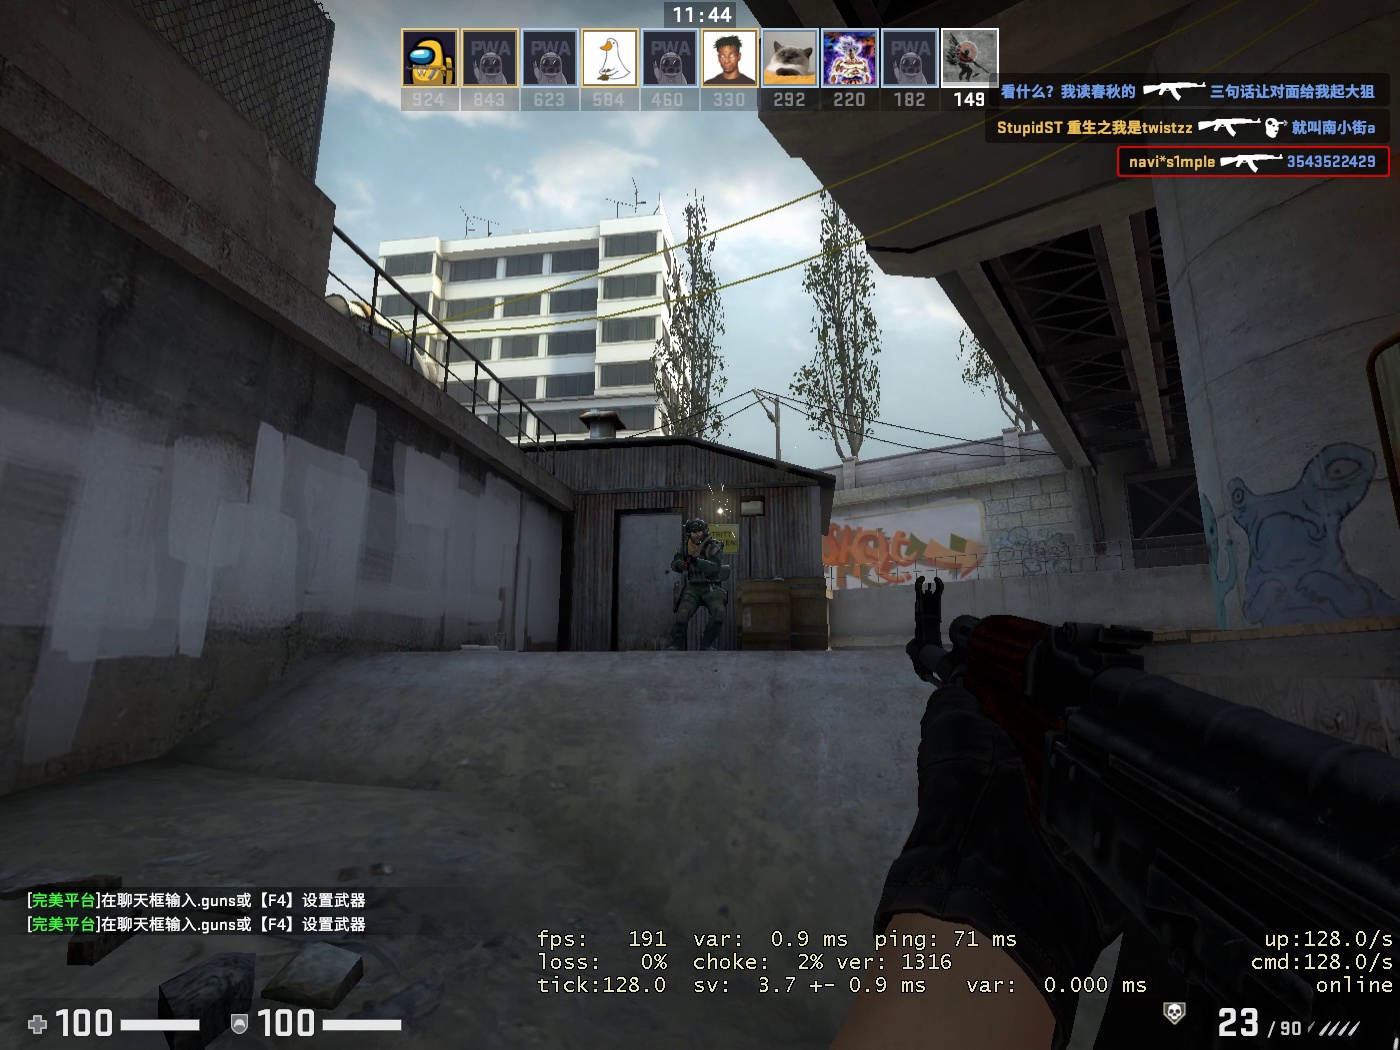 11:44
PWA PWA PWA PWA
924 843 623 584 460 330 292 220 182 149
看什么？我读春秋的 三句话让对面给我起大狙
StupidST 重生之我是twistzz 就叫南小街a
navi*s1mple 3543522429
[完美平台]在聊天框输入.guns或【F4】设置武器
[完美平台]在聊天框输入.guns或【F4】设置武器
fps: 191 var: 0.9 ms ping: 71 ms
loss: 0% choke: 2% ver: 1316
tick:128.0 sv: 3.7 +- 0.9 ms var: 0.000 ms
up:128.0/s
cmd:128.0/s
online
100 100
23 / 90